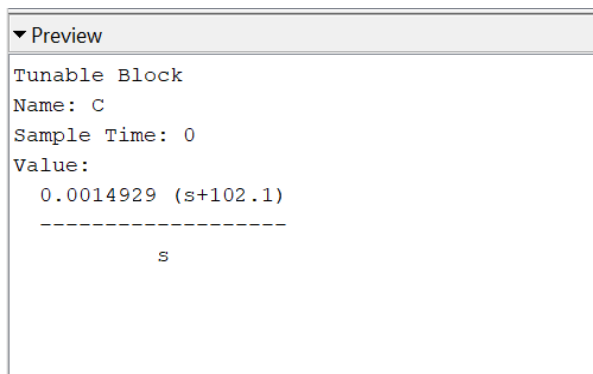 Preview
Tunable Block
Name: C
Sample Time: 0
Value:
0.0014929 (s+102.1)
-------------------
s